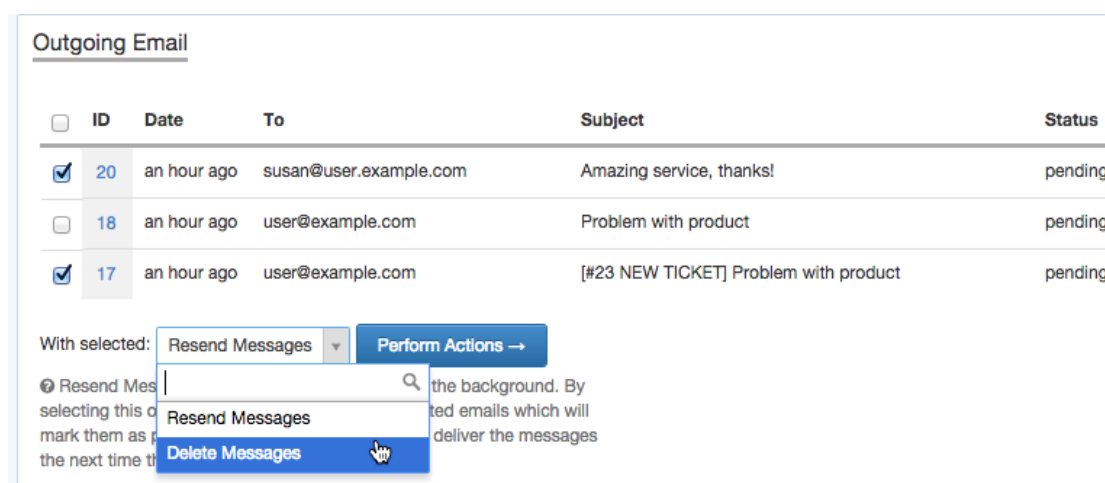 Outgoing Email
ID Date To Subject Status
20 an hour ago susan@user.example.com Amazing service, thanks! pending
18 an hour ago user@example.com Problem with product pending
17 an hour ago user@example.com [#23 NEW TICKET] Problem with product pending
With selected: Resend Messages Perform Actions →
Resend Mes the background. By
selecting this o ted emails which will
mark them as p deliver the messages
the next time th
Resend Messages
Delete Messages